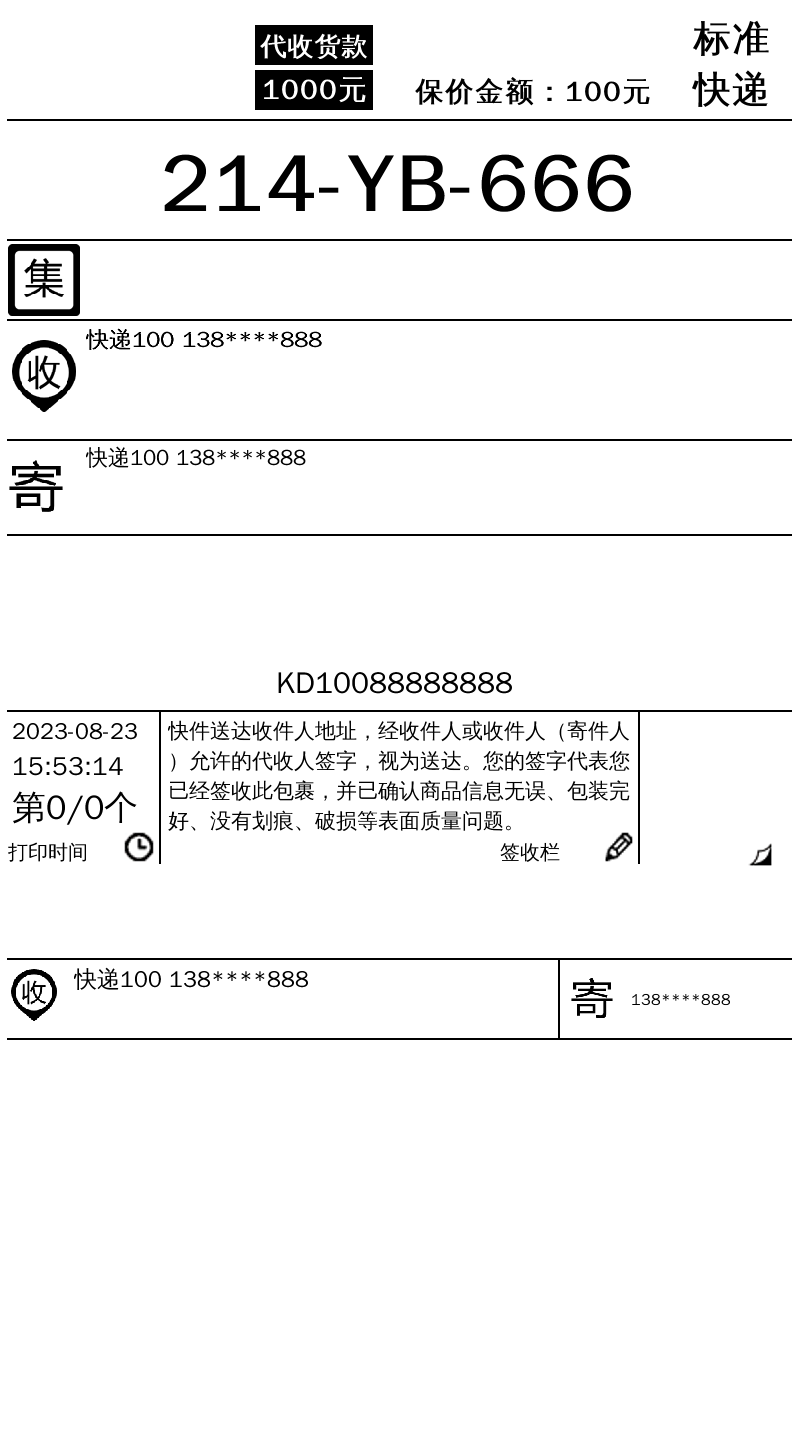 代收货款
1000元
保价金额：100元
标准
快递
214-YB-666
集
收
快递100 138****888
寄
快递100 138****888
KD10088888888
2023-08-23
15:53:14
第0/0个
打印时间
快件送达收件人地址，经收件人或收件人（寄件人
）允许的代收人签字，视为送达。您的签字代表您
已经签收此包裹，并已确认商品信息无误、包装完
好、没有划痕、破损等表面质量问题。
签收栏
收
快递100 138****888
寄
138****888